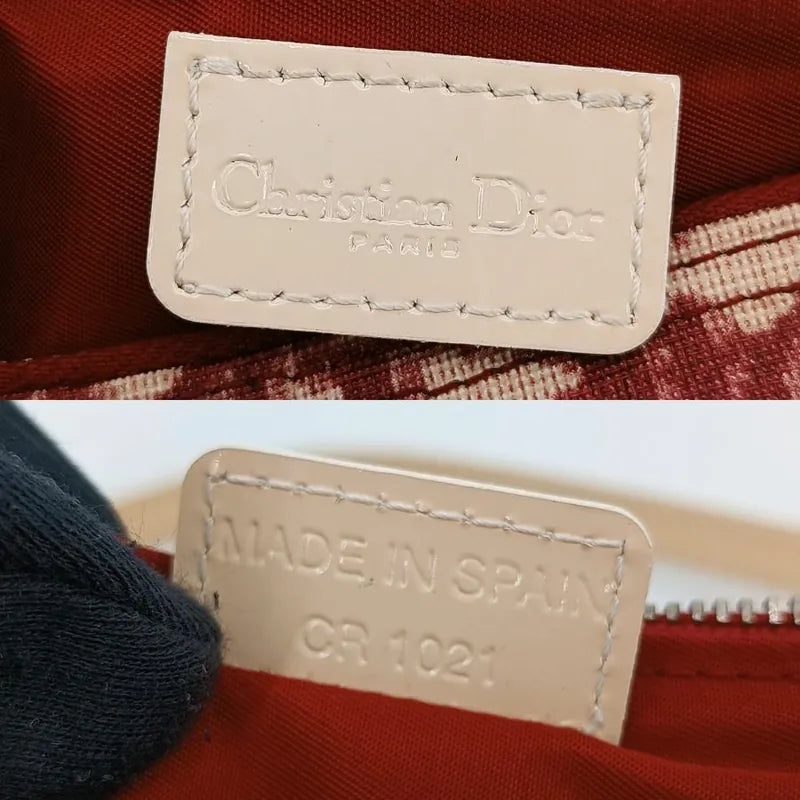 Christian Dior
PARIS
MADE IN SPAIN
CR 1021